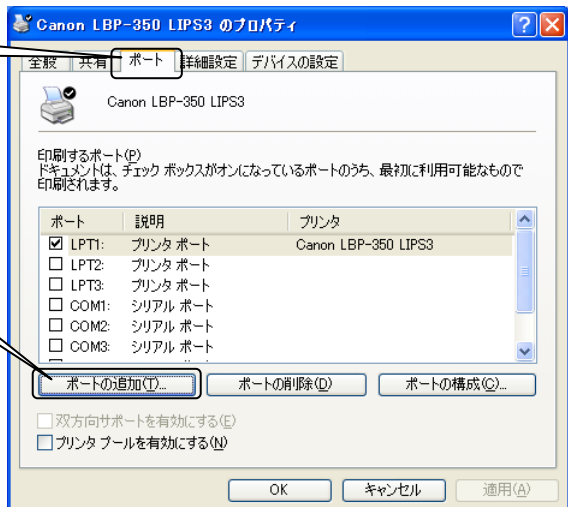 Canon LBP-350 LIPS3 のプロパティ
全般 共有 ポート 詳細設定 デバイスの設定
Canon LBP-350 LIPS3
印刷するポート(P)
ドキュメントは、チェック ボックスがオンになっているポートのうち、最初に利用可能なもので
印刷されます。
ポート 説明 プリンタ
LPT1: プリンタ ポート Canon LBP-350 LIPS3
LPT2: プリンタ ポート
LPT3: プリンタ ポート
COM1: シリアル ポート
COM2: シリアル ポート
COM3: シリアル ポート
ポートの追加(T)... ポートの削除(D) ポートの構成(C)...
双方向サポートを有効にする(E)
プリンタ プールを有効にする(N)
OK キャンセル 適用(A)